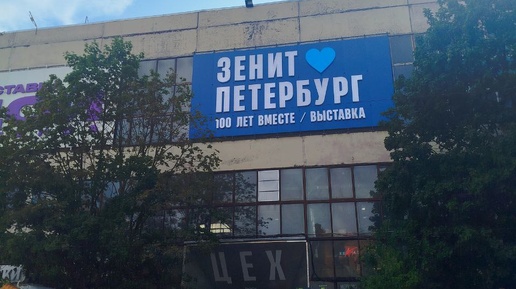 ЗЕНИТ
ПЕТЕРБУРГ
100 ЛЕТ ВМЕСТЕ / ВЫСТАВКА
ЦЕХ